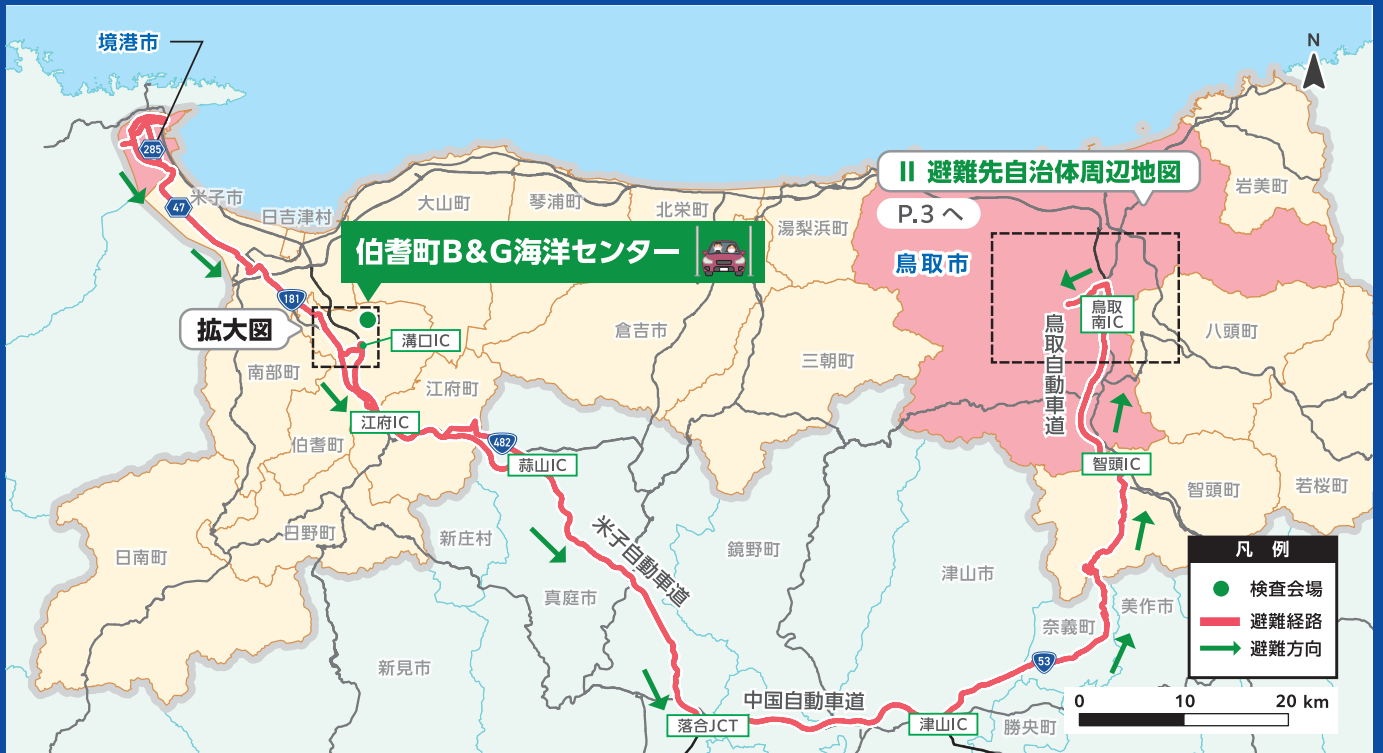 境港市
N
285
米子市
47
日吉津村
大山町
琴浦町
北栄町
湯梨浜町
岩美町
II 避難先自治体周辺地図
P.3 へ
鳥取市
伯耆町B&G海洋センター
181
拡大図
溝口IC
倉吉市
三朝町
鳥取
南IC
鳥取自動車道
八頭町
南部町
江府町
江府IC
伯耆町
482
蒜山IC
智頭IC
智頭町
若桜町
日南町
日野町
新庄村
米子自動車道
鏡野町
津山市
真庭市
新見市
奈義町
美作市
53
中国自動車道
落合JCT
津山IC
勝央町
凡 例
検査会場
避難経路
避難方向
0 10 20 km